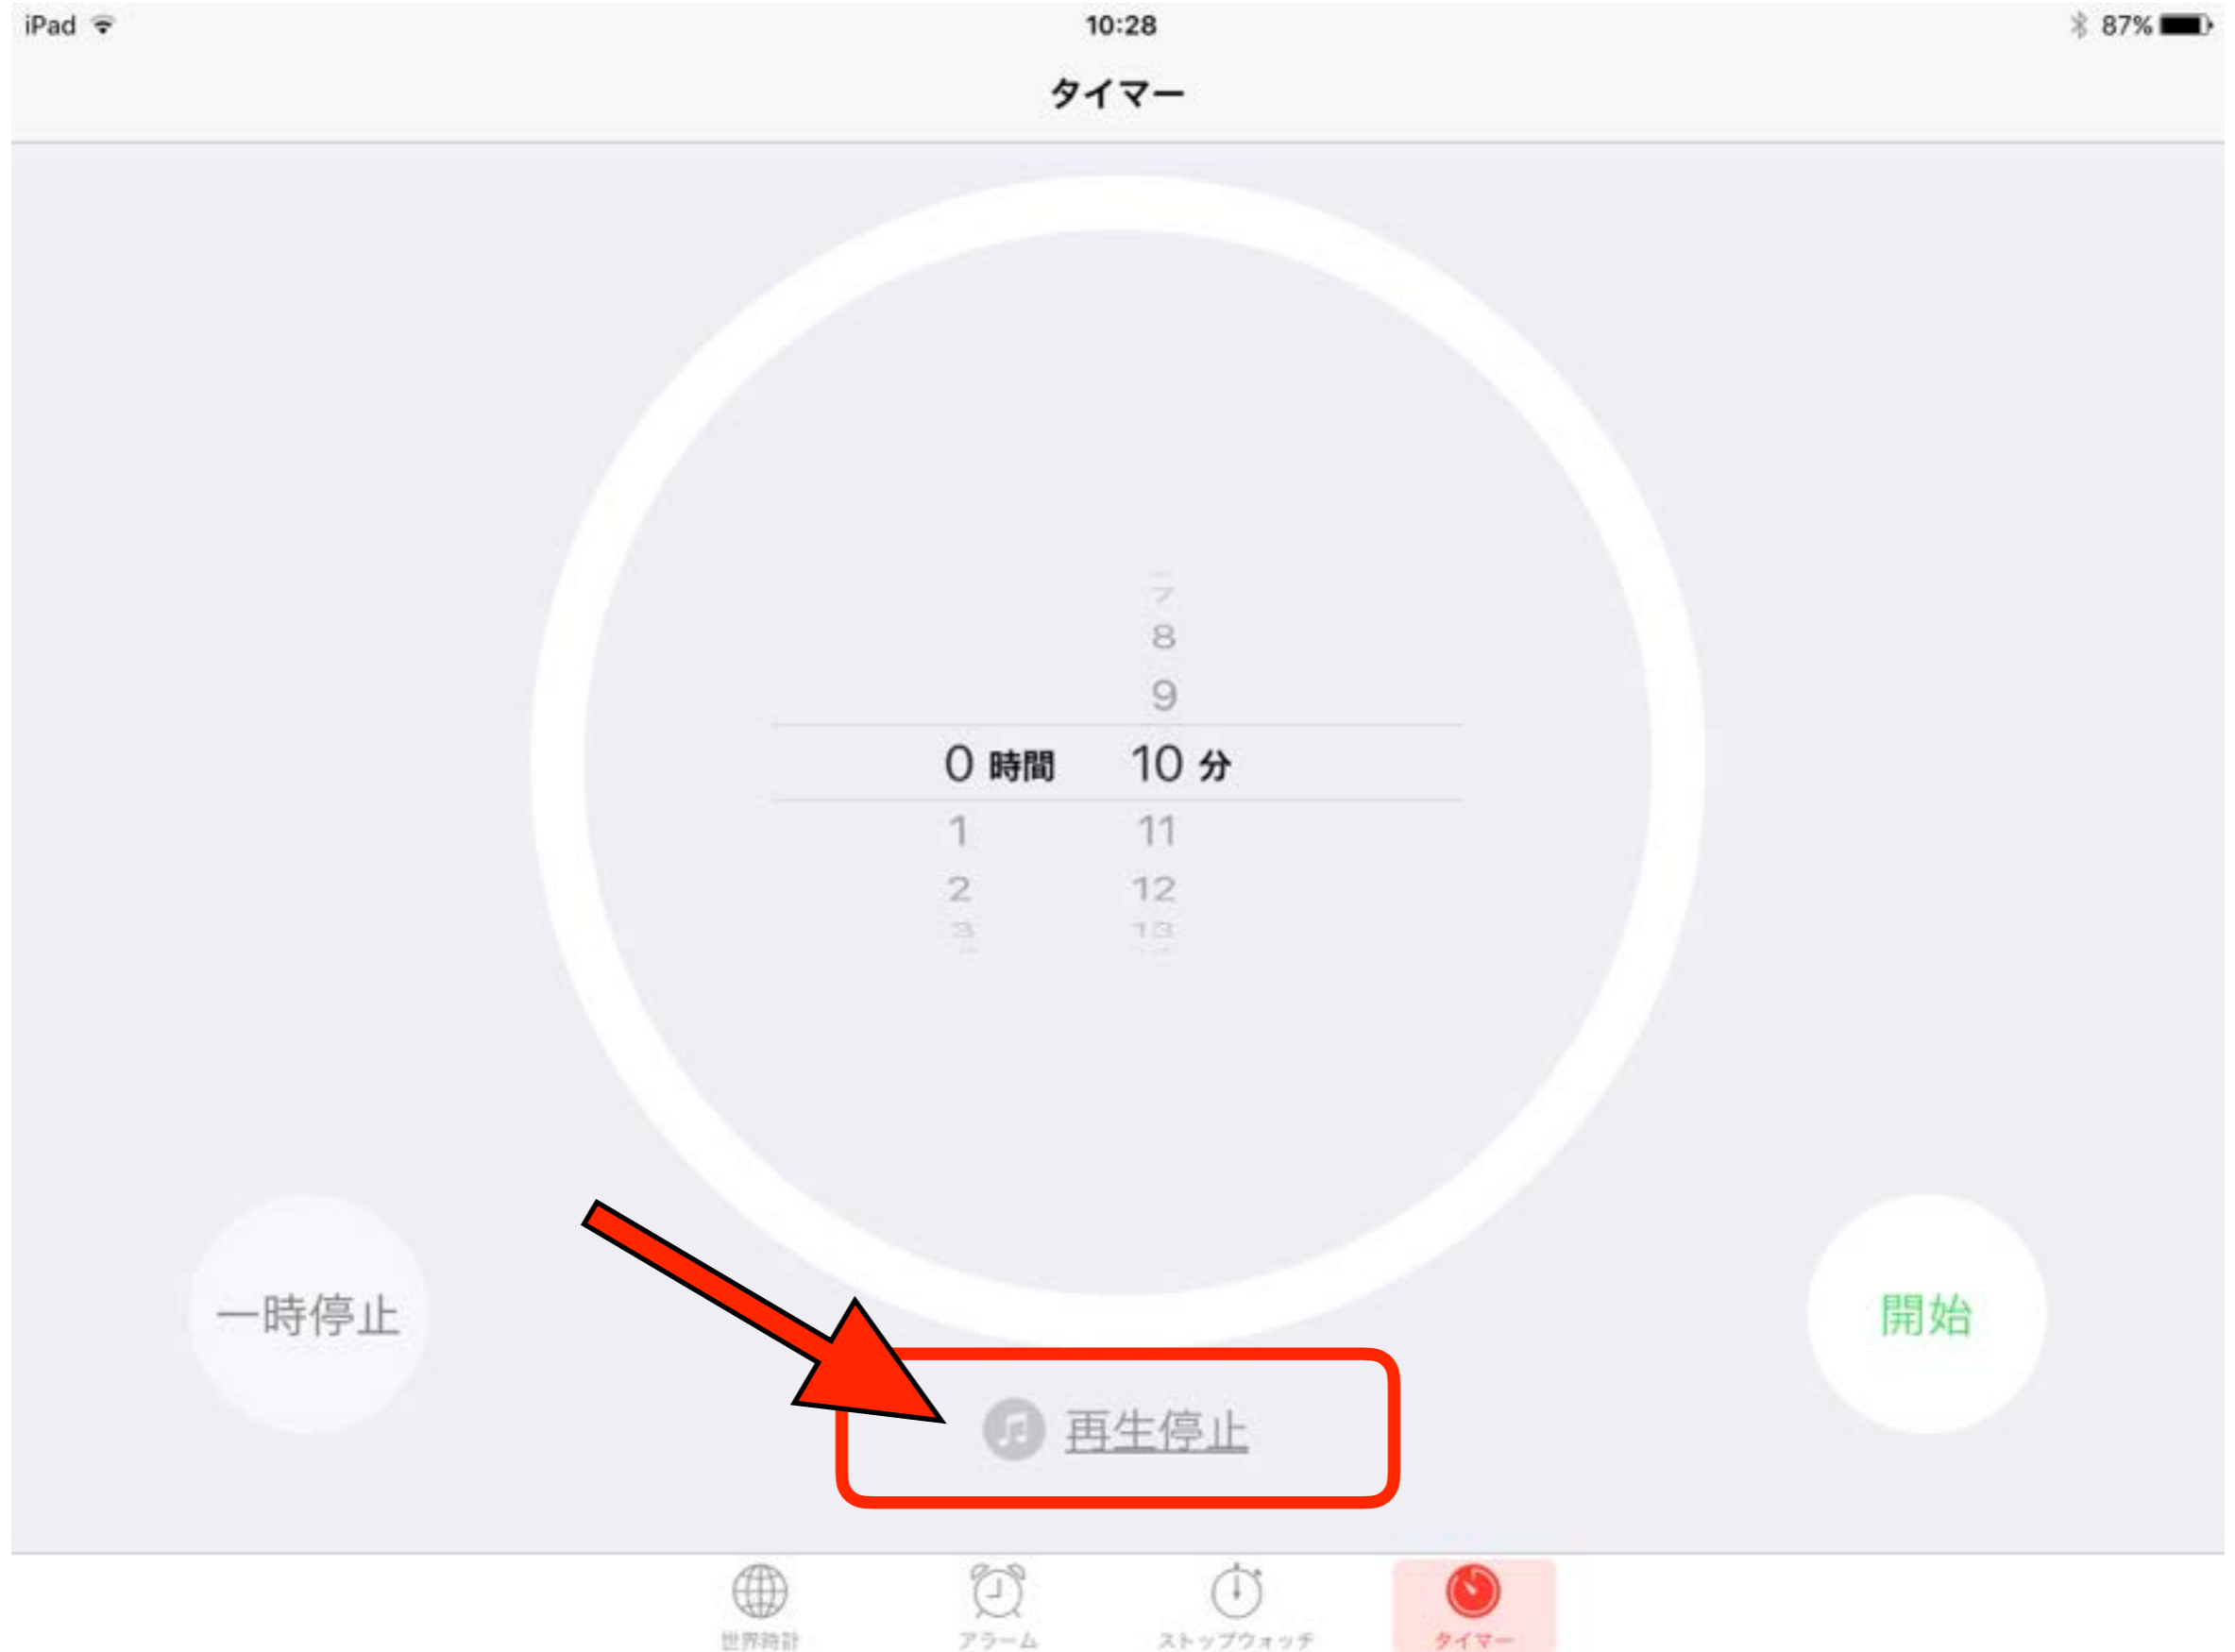 iPad 10:28 87%
タイマー
7
8
9
0 時間 10 分
1 11
2 12
3 13
一時停止 開始
再生停止
世界時計 アラーム ストップウォッチ タイマー